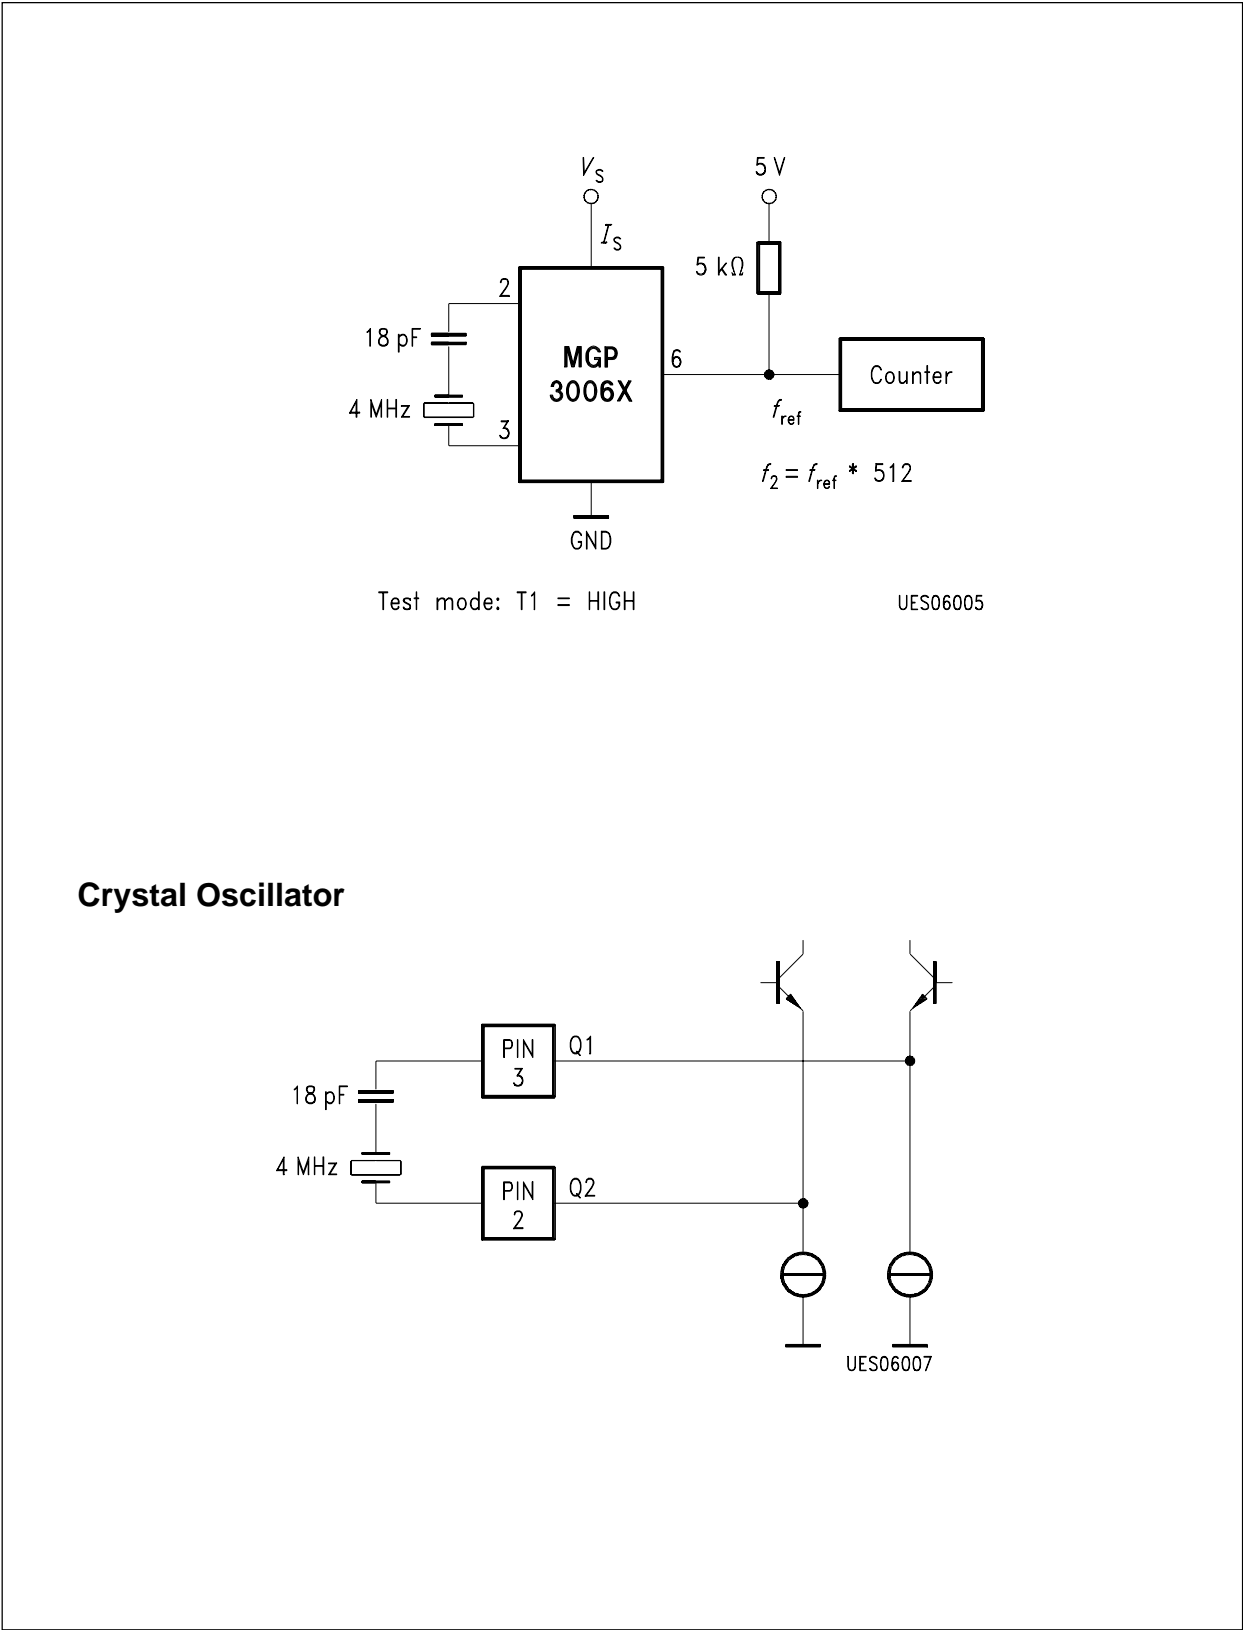 V_S
5 V
I_S
5 kΩ
2
18 pF
MGP
3006X
6
Counter
4 MHz
3
f_ref
f_2 = f_ref * 512
GND
Test mode: T1 = HIGH
UES06005
Crystal Oscillator
PIN
3
Q1
18 pF
4 MHz
PIN
2
Q2
UES06007